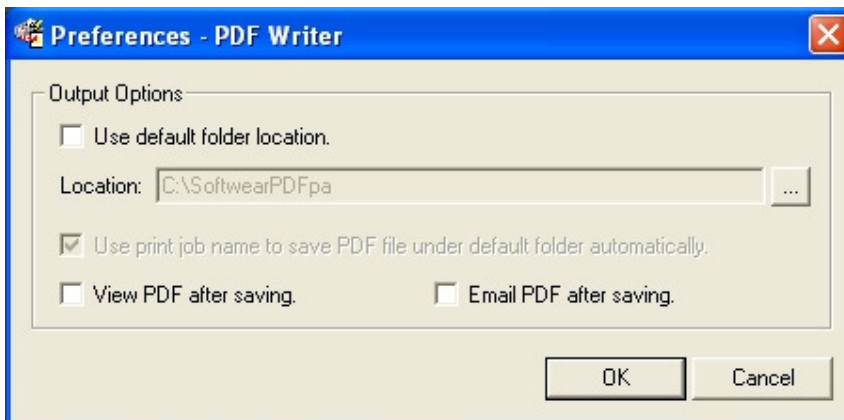 Preferences - PDF Writer
Output Options
Use default folder location.
Location: C:\SoftwearPDFpa ...
Use print job name to save PDF file under default folder automatically.
View PDF after saving. Email PDF after saving.
OK Cancel